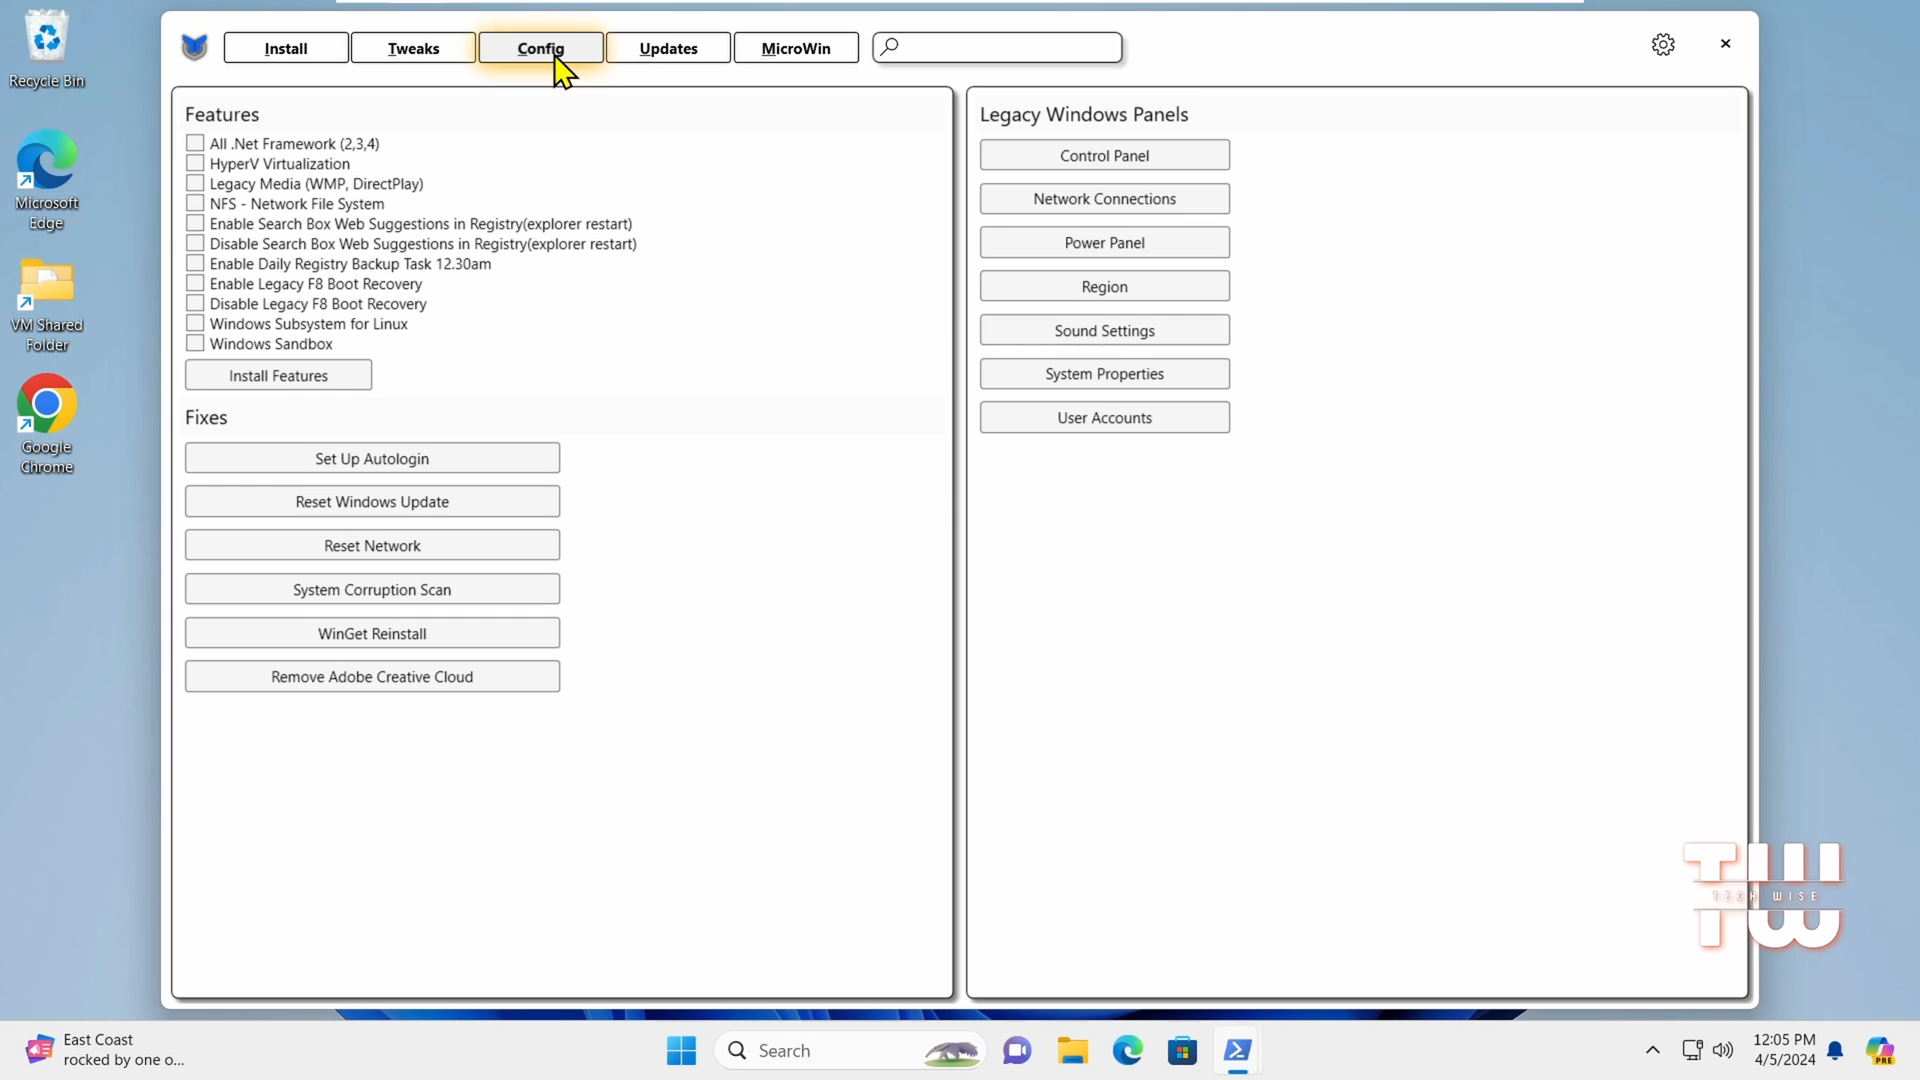 Recycle Bin
Microsoft
Edge
VM Shared
Folder
Google
Chrome
Install
Tweaks
Config
Updates
MicroWin
Features
All .Net Framework (2,3,4)
HyperV Virtualization
Legacy Media (WMP, DirectPlay)
NFS - Network File System
Enable Search Box Web Suggestions in Registry(explorer restart)
Disable Search Box Web Suggestions in Registry(explorer restart)
Enable Daily Registry Backup Task 12.30am
Enable Legacy F8 Boot Recovery
Disable Legacy F8 Boot Recovery
Windows Subsystem for Linux
Windows Sandbox
Install Features
Fixes
Set Up Autologin
Reset Windows Update
Reset Network
System Corruption Scan
WinGet Reinstall
Remove Adobe Creative Cloud
Legacy Windows Panels
Control Panel
Network Connections
Power Panel
Region
Sound Settings
System Properties
User Accounts
TW
TECH WISE
East Coast
rocked by one o...
Search
12:05 PM
4/5/2024
PRE